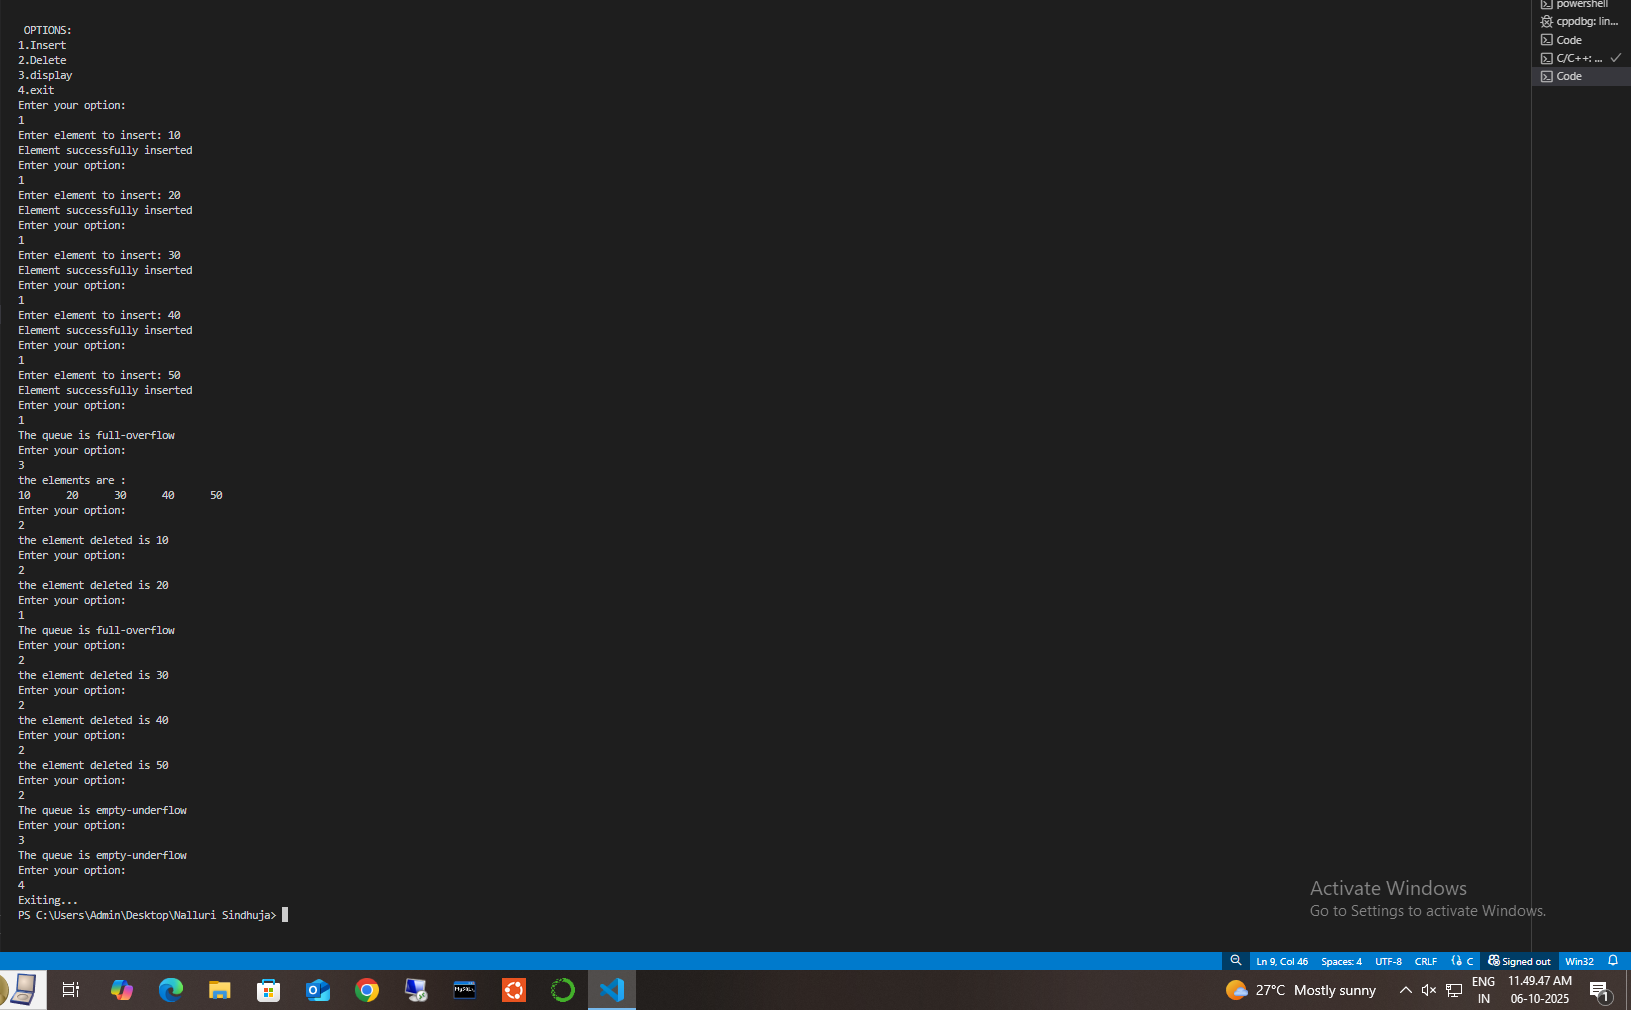 OPTIONS:
1.Insert
2.Delete
3.display
4.exit
Enter your option:
1
Enter element to insert: 10
Element successfully inserted
Enter your option:
1
Enter element to insert: 20
Element successfully inserted
Enter your option:
1
Enter element to insert: 30
Element successfully inserted
Enter your option:
1
Enter element to insert: 40
Element successfully inserted
Enter your option:
1
Enter element to insert: 50
Element successfully inserted
Enter your option:
1
The queue is full-overflow
Enter your option:
3
the elements are :
10 20 30 40 50
Enter your option:
2
the element deleted is 10
Enter your option:
2
the element deleted is 20
Enter your option:
1
The queue is full-overflow
Enter your option:
2
the element deleted is 30
Enter your option:
2
the element deleted is 40
Enter your option:
2
the element deleted is 50
Enter your option:
2
The queue is empty-underflow
Enter your option:
3
The queue is empty-underflow
Enter your option:
4
Exiting...
PS C:\Users\Admin\Desktop\Nalluri Sindhuja>
powershell
cppdbg: lin...
Code
C/C++: ...
Code
Activate Windows
Go to Settings to activate Windows.
Ln 9, Col 46 Spaces: 4 UTF-8 CRLF {} C Signed out Win32
MySQL
27°C Mostly sunny
ENG
IN
11.49.47 AM
06-10-2025
1